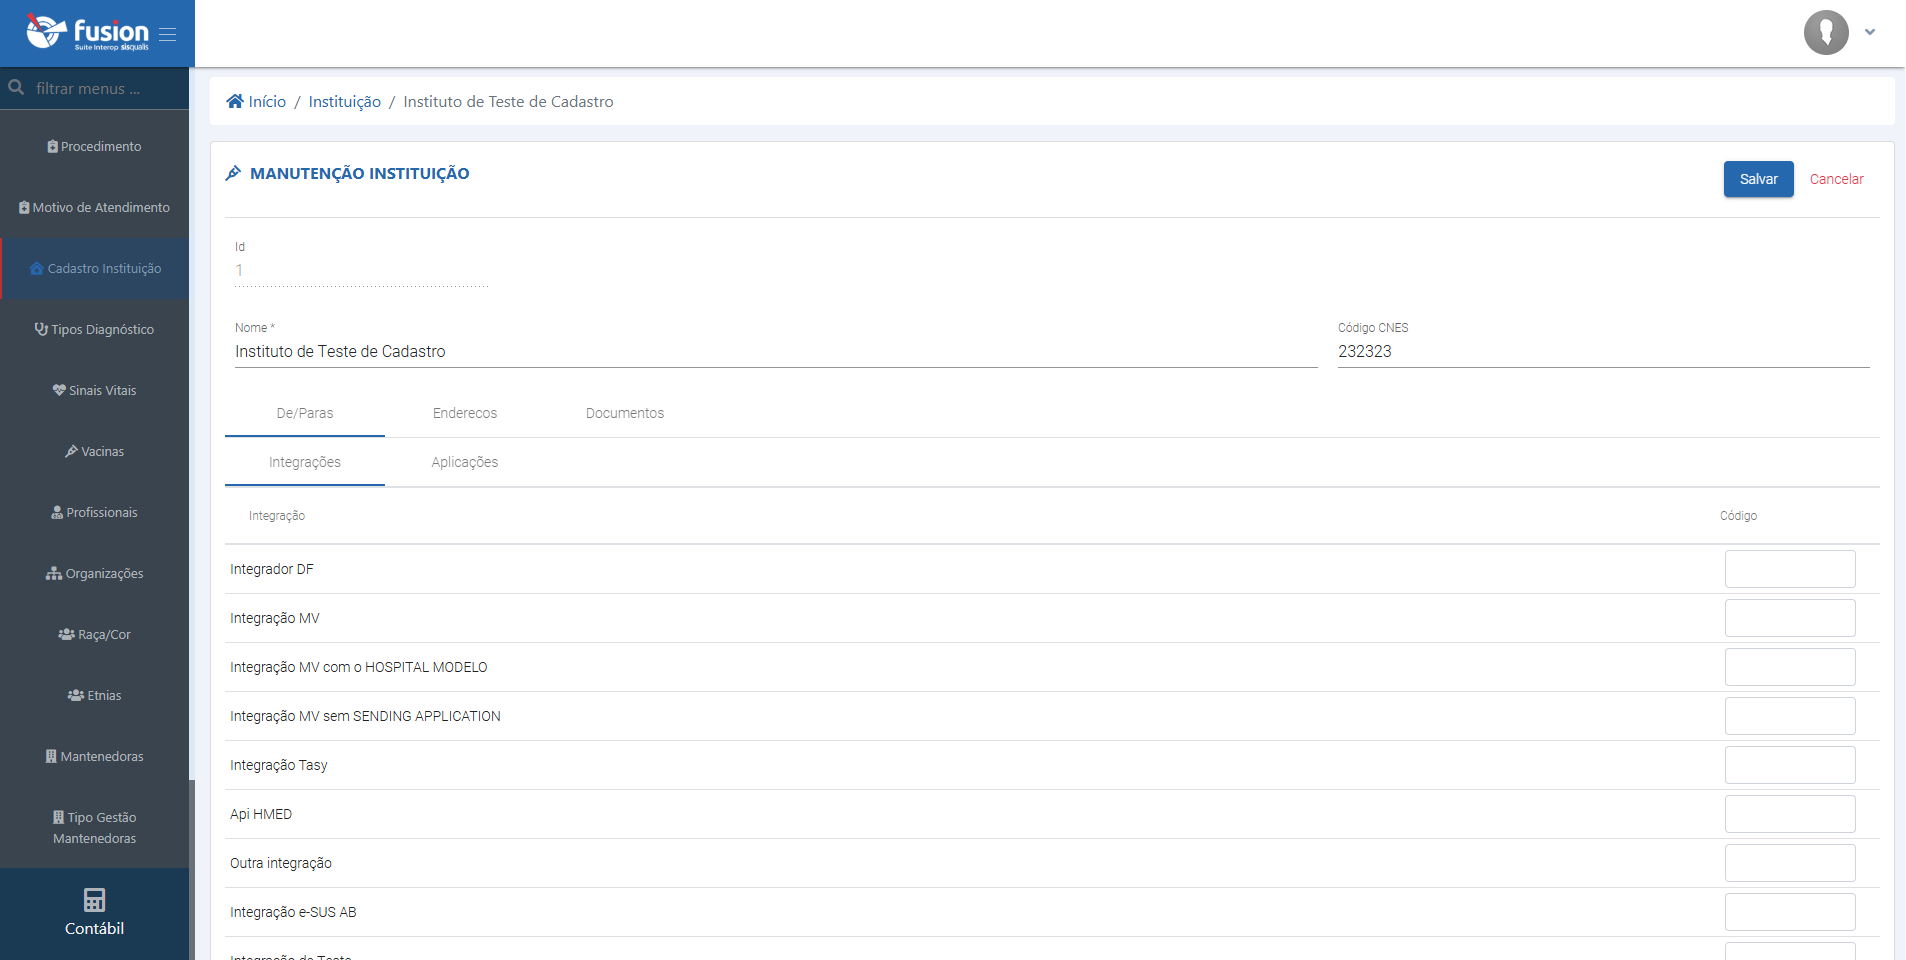 fusion
Suite Interop sisqualis
filtrar menus ...
Procedimento
Motivo de Atendimento
Cadastro Instituição
Tipos Diagnóstico
Sinais Vitais
Vacinas
Profissionais
Organizações
Raça/Cor
Etnias
Mantenedoras
Tipo Gestão
Mantenedoras
Contábil
Início / Instituição / Instituto de Teste de Cadastro
MANUTENÇÃO INSTITUIÇÃO
Salvar Cancelar
Id
1
Nome * Código CNES
Instituto de Teste de Cadastro 232323
De/Paras Enderecos Documentos
Integrações Aplicações
Integração Código
Integrador DF
Integração MV
Integração MV com o HOSPITAL MODELO
Integração MV sem SENDING APPLICATION
Integração Tasy
Api HMED
Outra integração
Integração e-SUS AB
Integração de Teste